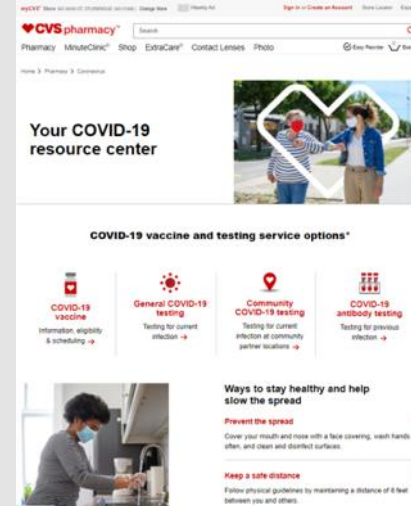 Sign in or Create an Account
Store Locator
CVS pharmacy
Search
Pharmacy MinuteClinic® Shop ExtraCare® Contact Lenses Photo
Easy Reorder
Home > Pharmacy > Coronavirus
Your COVID-19
resource center
COVID-19 vaccine and testing service options*
COVID-19
vaccine
Information, eligibility
& scheduling →
General COVID-19
testing
Testing for current
infection →
Community
COVID-19 testing
Testing for current
infection at community
partner locations →
COVID-19
antibody testing
Testing for previous
infection →
Ways to stay healthy and help
slow the spread
Prevent the spread
Cover your mouth and nose with a face covering, wash hands
often, and clean and disinfect surfaces.
Keep a safe distance
Follow physical guidelines by maintaining a distance of 6 feet
between you and others.